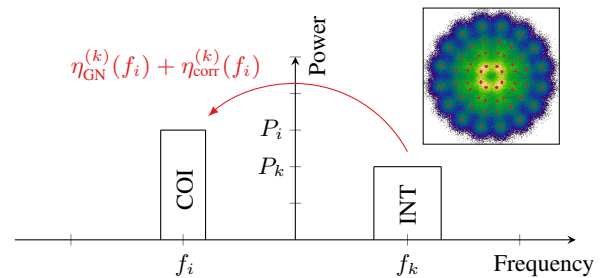 η_GN^(k)(f_i) + η_corr^(k)(f_i)
Power
P_i
P_k
COI
INT
f_i
f_k
Frequency